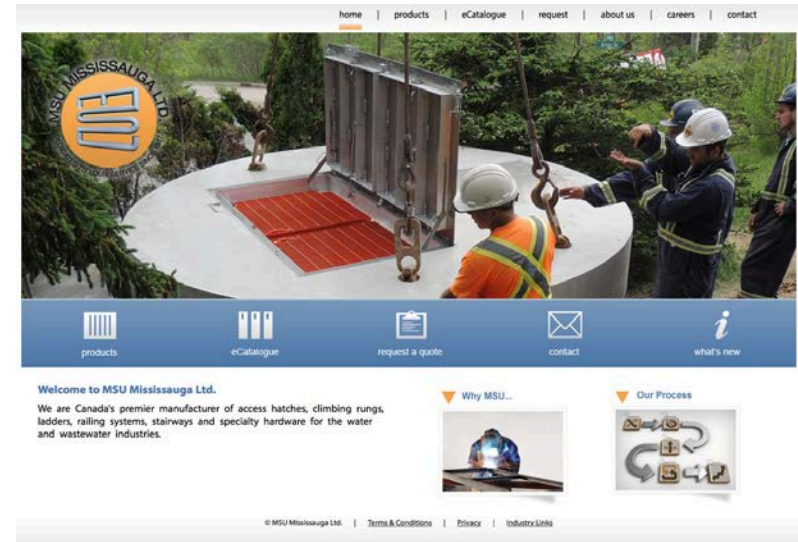 home | products | eCatalogue | request | about us | careers | contact
MSU MISSISSAUGA LTD.
products
eCatalogue
request a quote
contact
what's new
Welcome to MSU Mississauga Ltd.
We are Canada's premier manufacturer of access hatches, climbing rungs,
ladders, railing systems, stairways and specialty hardware for the water
and wastewater industries.
Why MSU...
Our Process
© MSU Mississauga Ltd. | Terms & Conditions | Privacy | Industry Links